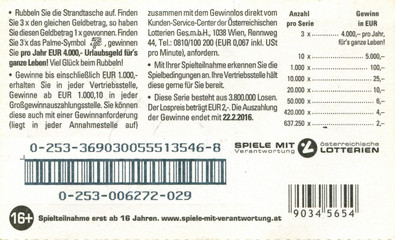 • Rubbeln Sie die Strandtasche auf. Finden
Sie 3 x den gleichen Geldbetrag, so haben
Sie diesen Geldbetrag 1 x gewonnen. Finden
Sie 3 x das Palme-Symbol, gewinnen
Sie pro Jahr EUR 4.000,- Urlaubsgeld für's
ganze Leben! Viel Glück beim Rubbeln!
• Gewinne bis einschließlich EUR 1.000,-
erhalten Sie in jeder Vertriebsstelle,
Gewinne ab EUR 1.000,10 in jeder
Großgewinnauszahlungsstelle. Sie können
diese auch mit einer Gewinnanforderung
(liegt in jeder Annahmestelle auf)
zusammen mit dem Gewinnlos direkt vom
Kunden-Service-Center der Österreichischen
Lotterien Ges.m.b.H., 1038 Wien, Rennweg
44, Tel.: 0810/100 200 (EUR 0,067 inkl. USt
pro Minute), anfordern.
• Mit Ihrer Spielteilnahme erkennen Sie die
Spielbedingungen an. Ihre Vertriebsstelle hält
diese gerne für Sie bereit.
• Diese Serie besteht aus 3.800.000 Losen.
Der Lospreis beträgt EUR 2,-. Die Auszahlung
der Gewinne endet mit 22.2.2016.
Anzahl Gewinne
pro Serie in EUR
3 x 4.000,– pro Jahr,
für's ganze Leben!
10 x 5.000,–
1.000 x 100,–
10.000 x 25,–
20.000 x 10,–
50.000 x 6,–
420.000 x 4,–
637.250 x 2,–
0-253-369030055513546-8
0-253-006272-029
SPIELE MIT
Verantwortung
österreichische
LOTTERIEN
9034 5654
16+ Spielteilnahme erst ab 16 Jahren. www.spiele-mit-verantwortung.at